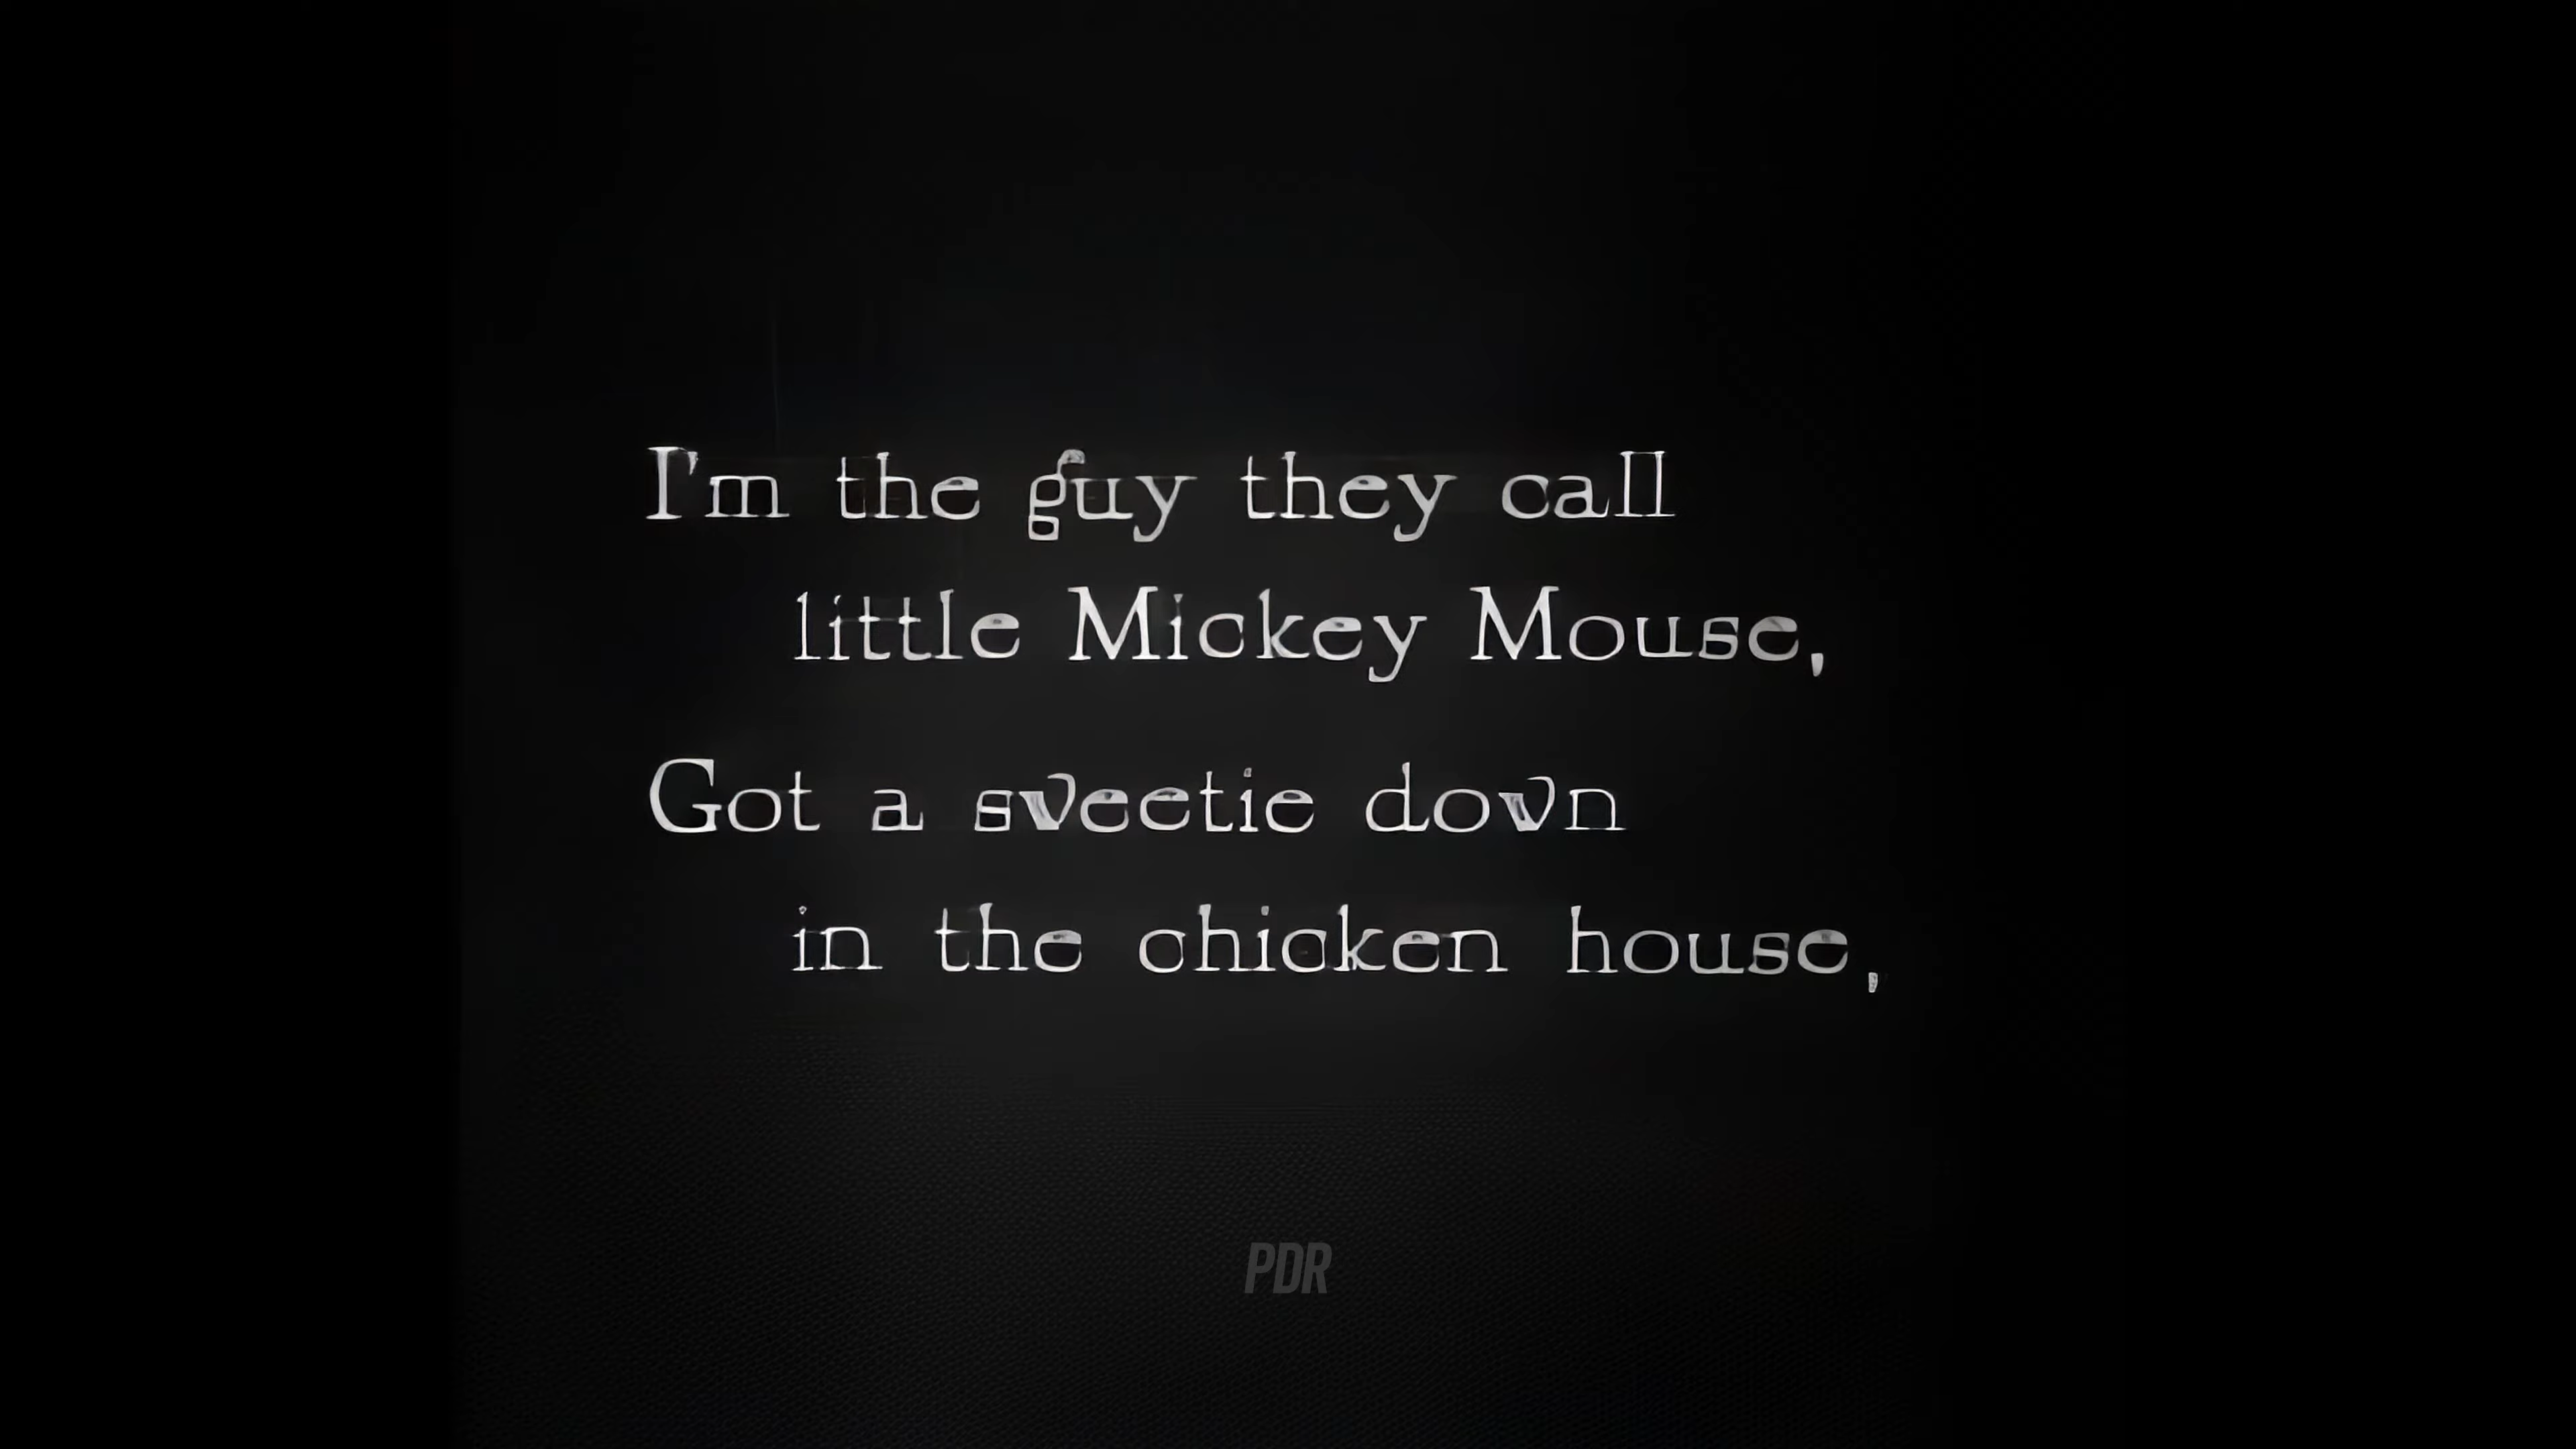 I'm the guy they call
little Mickey Mouse,
Got a sweetie down
in the chicken house,
PDR